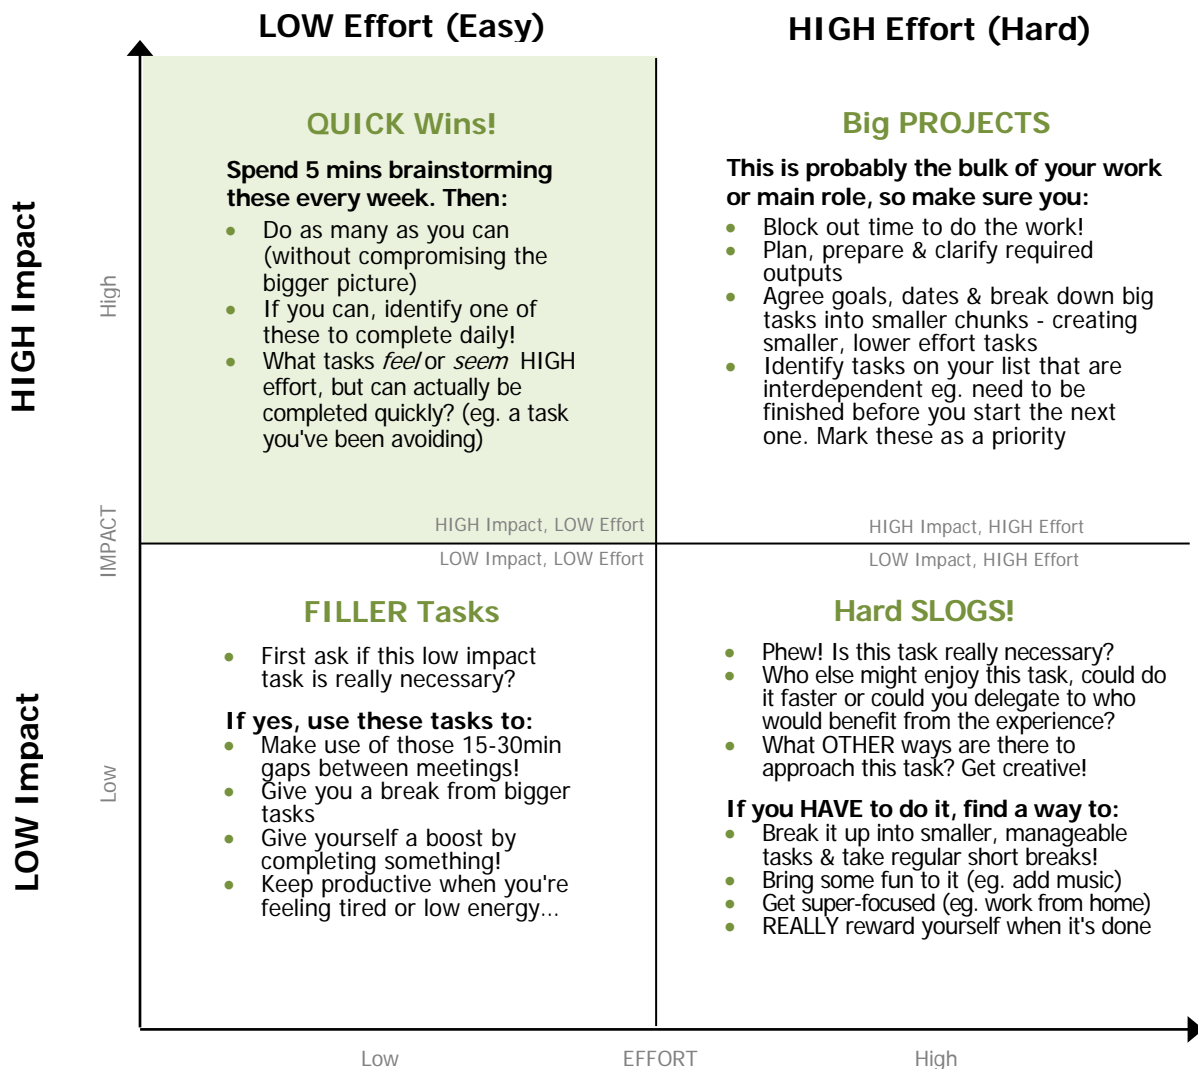 LOW Effort (Easy)
HIGH Effort (Hard)
HIGH Impact
High
IMPACT
LOW Impact
Low
QUICK Wins!
Spend 5 mins brainstorming
these every week. Then:
• Do as many as you can
(without compromising the
bigger picture)
• If you can, identify one of
these to complete daily!
• What tasks feel or seem HIGH
effort, but can actually be
completed quickly? (eg. a task
you've been avoiding)
HIGH Impact, LOW Effort
Big PROJECTS
This is probably the bulk of your work
or main role, so make sure you:
• Block out time to do the work!
• Plan, prepare & clarify required
outputs
• Agree goals, dates & break down big
tasks into smaller chunks - creating
smaller, lower effort tasks
• Identify tasks on your list that are
interdependent eg. need to be
finished before you start the next
one. Mark these as a priority
HIGH Impact, HIGH Effort
LOW Impact, LOW Effort
FILLER Tasks
• First ask if this low impact
task is really necessary?
If yes, use these tasks to:
• Make use of those 15-30min
gaps between meetings!
• Give you a break from bigger
tasks
• Give yourself a boost by
completing something!
• Keep productive when you're
feeling tired or low energy...
LOW Impact, HIGH Effort
Hard SLOGS!
• Phew! Is this task really necessary?
• Who else might enjoy this task, could do
it faster or could you delegate to who
would benefit from the experience?
• What OTHER ways are there to
approach this task? Get creative!
If you HAVE to do it, find a way to:
• Break it up into smaller, manageable
tasks & take regular short breaks!
• Bring some fun to it (eg. add music)
• Get super-focused (eg. work from home)
• REALLY reward yourself when it's done
Low
EFFORT
High